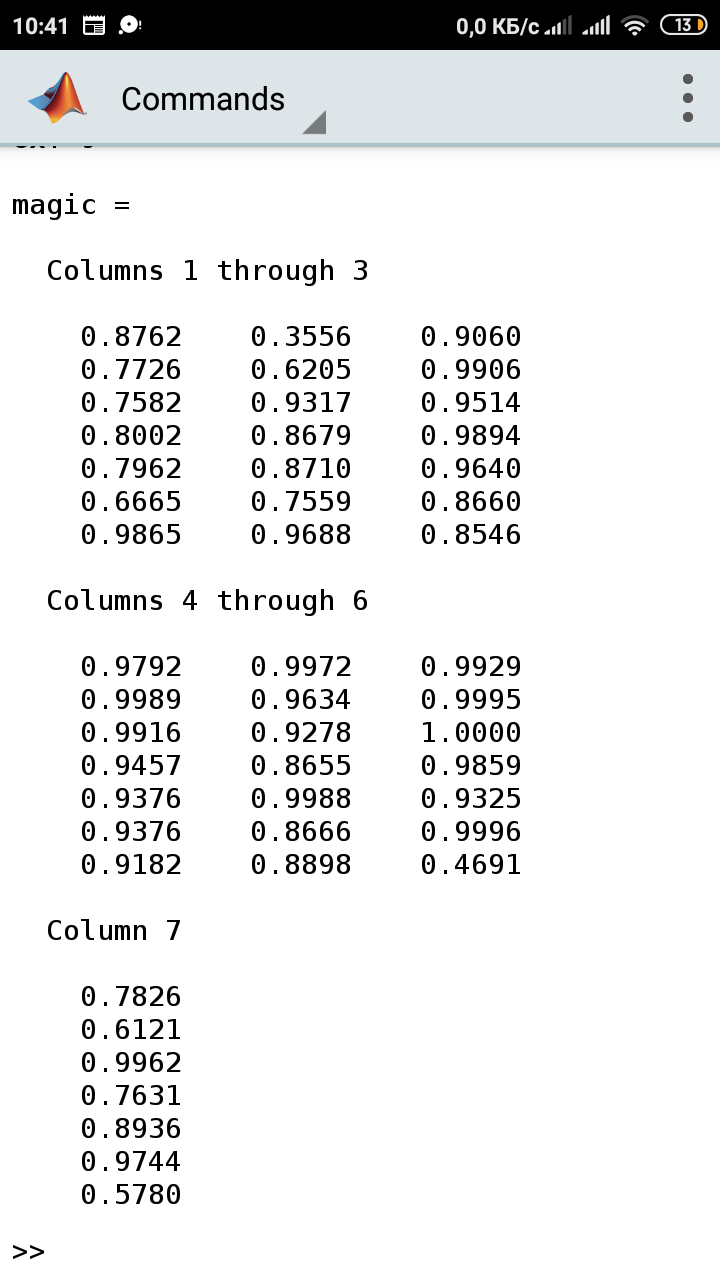 10:41 0,0 КБ/с 13
Commands
magic =
Columns 1 through 3
0.8762 0.3556 0.9060
0.7726 0.6205 0.9906
0.7582 0.9317 0.9514
0.8002 0.8679 0.9894
0.7962 0.8710 0.9640
0.6665 0.7559 0.8660
0.9865 0.9688 0.8546
Columns 4 through 6
0.9792 0.9972 0.9929
0.9989 0.9634 0.9995
0.9916 0.9278 1.0000
0.9457 0.8655 0.9859
0.9376 0.9988 0.9325
0.9376 0.8666 0.9996
0.9182 0.8898 0.4691
Column 7
0.7826
0.6121
0.9962
0.7631
0.8936
0.9744
0.5780
>>